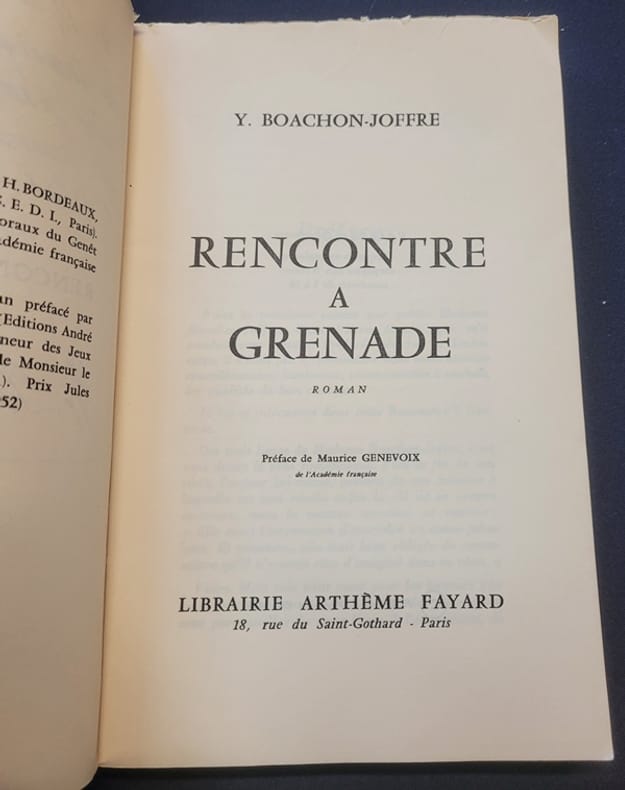 H. BORDEAUX,
E. D. I., Paris).
oraux du Genêt
adémie française
an préfacé par
(Editions André
neur des Jeux
le Monsieur le
). Prix Jules
52)
Y. BOACHON-JOFFRE
RENCONTRE
A
GRENADE
ROMAN
Préface de Maurice GENEVOIX
de l'Académie française
LIBRAIRIE ARTHÈME FAYARD
18, rue du Saint-Gothard - Paris